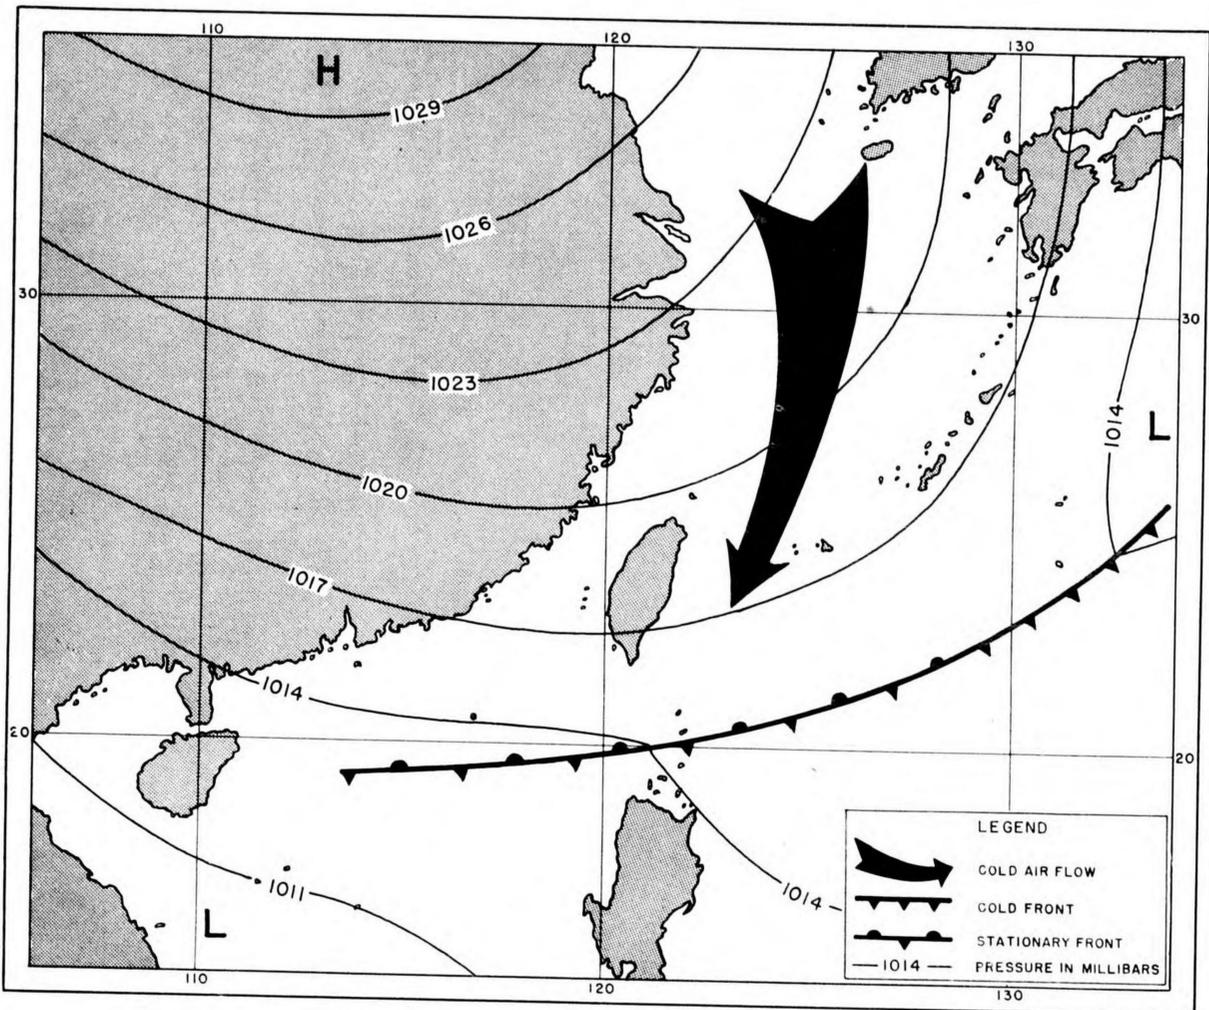 110
120
130
H
1029
1026
30
30
1023
1014
L
1020
1017
1014
20
20
LEGEND
COLD AIR FLOW
1011
1014
COLD FRONT
L
STATIONARY FRONT
1014 PRESSURE IN MILLIBARS
110
120
130